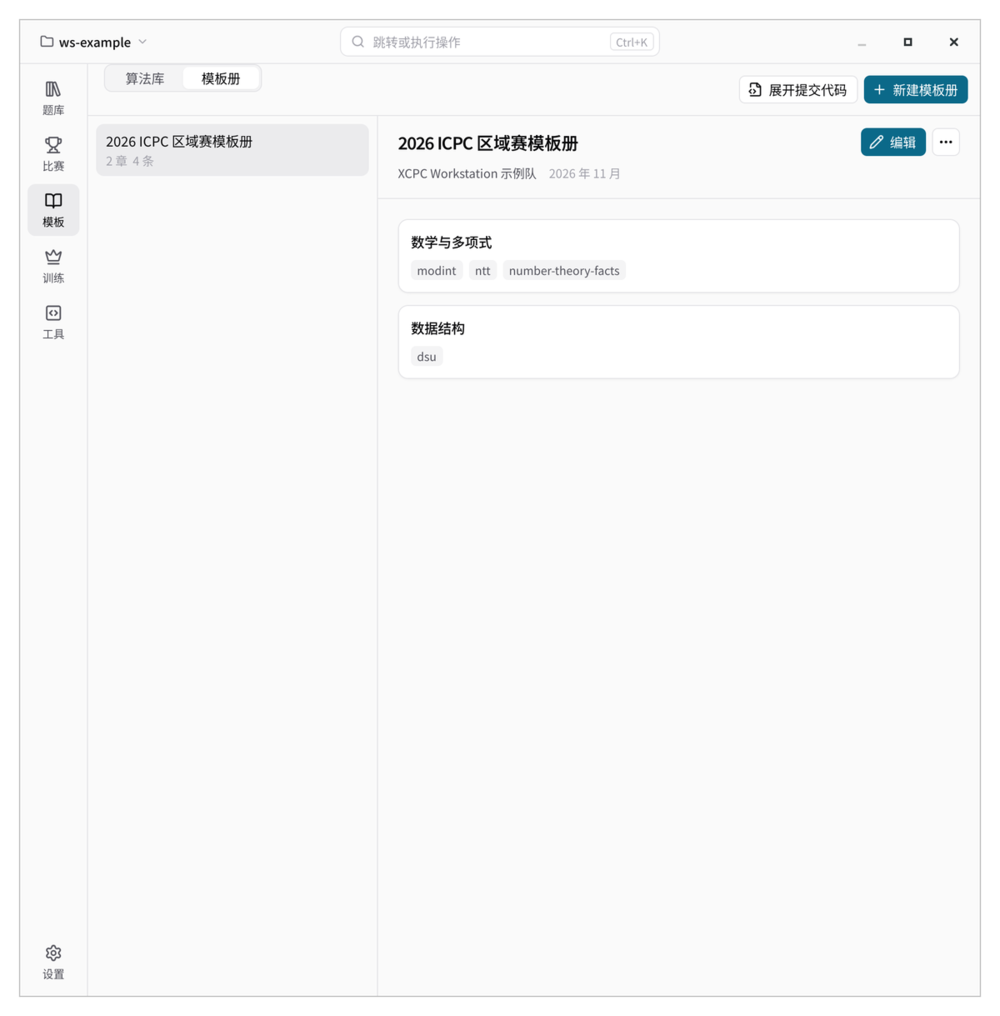 ws-example
跳转或执行操作 Ctrl+K
题库
比赛
模板
训练
工具
设置
算法库 模板册
展开提交代码 新建模板册
2026 ICPC 区域赛模板册
2 章 4 条
2026 ICPC 区域赛模板册
编辑
XCPC Workstation 示例队 2026 年 11 月
数学与多项式
modint ntt number-theory-facts
数据结构
dsu